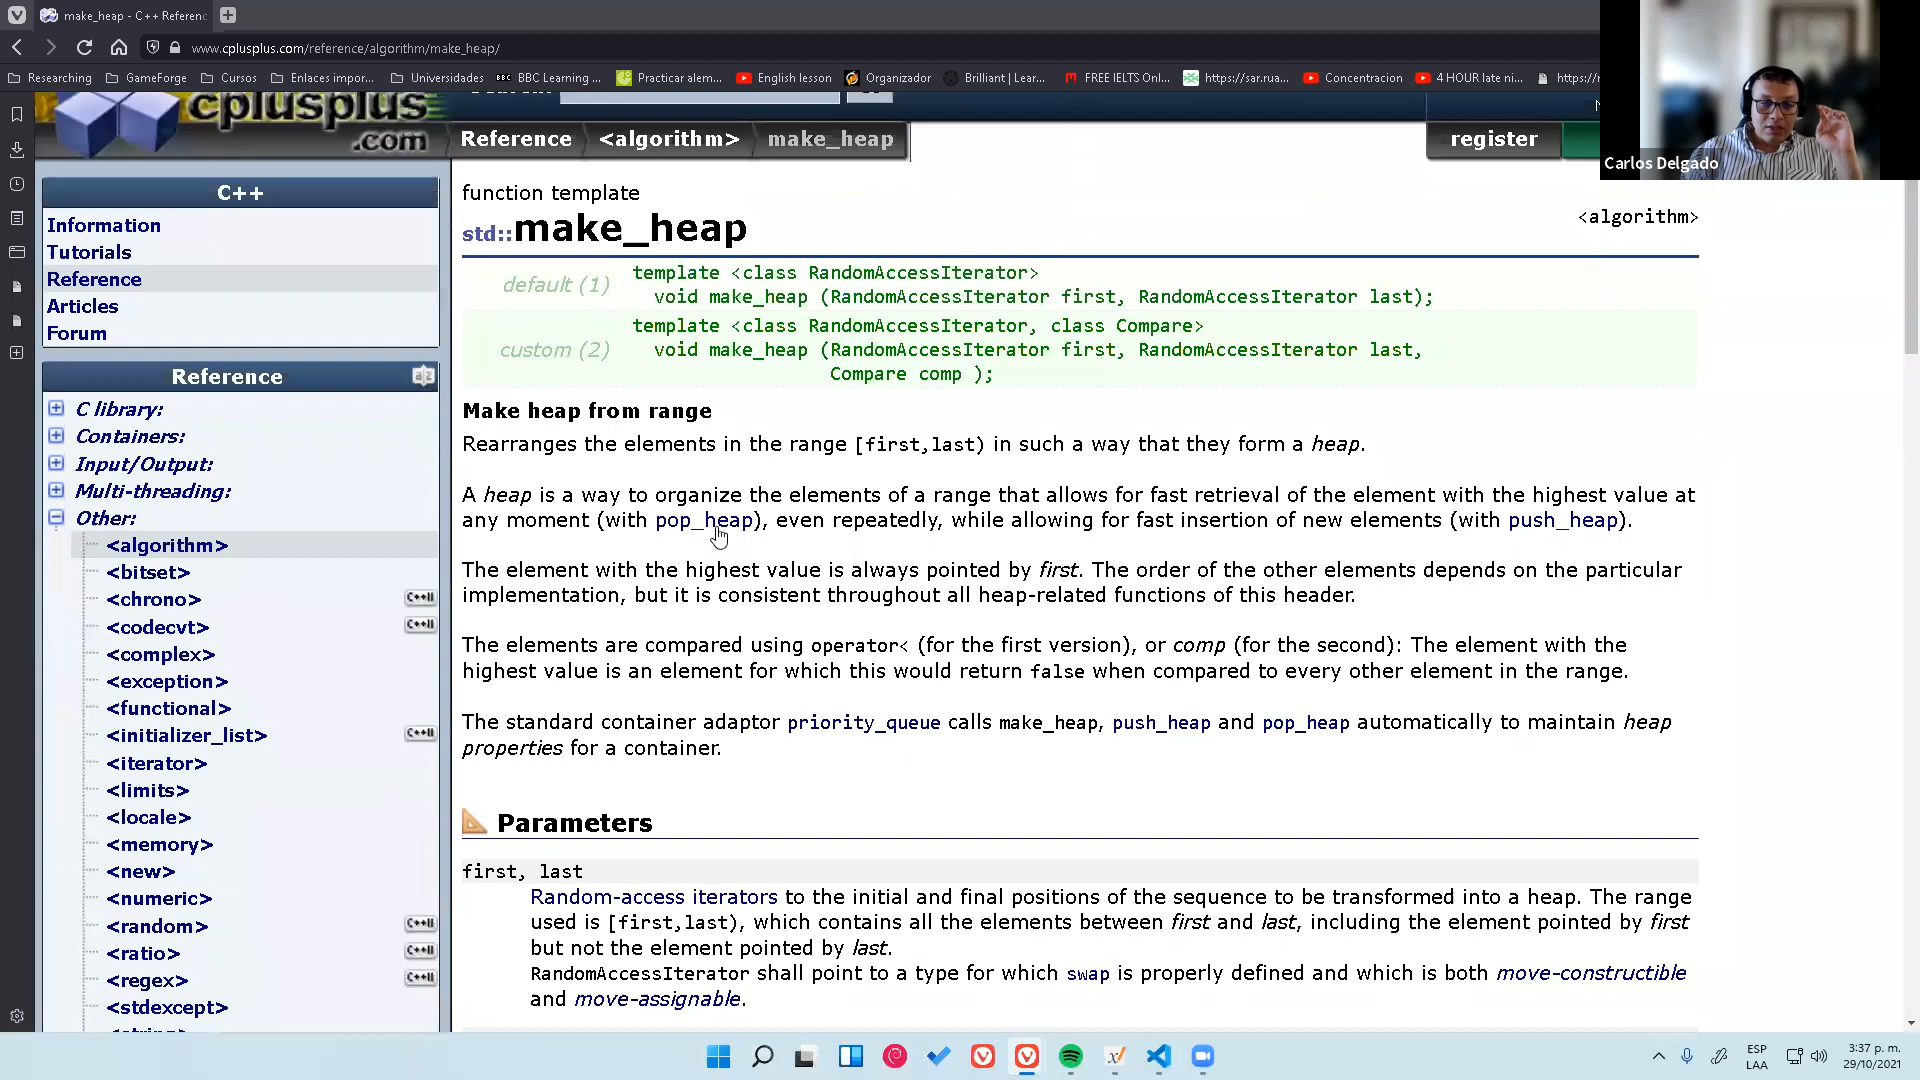 make_heap - C++ Referenc
www.cplusplus.com/reference/algorithm/make_heap/
Researching
GameForge
Cursos
Enlaces impor...
Universidades
BBC
BBC Learning ...
Practicar alem...
English lesson
Organizador
Brilliant | Lear...
FREE IELTS Onl...
https://sar.rua...
Concentracion
4 HOUR late ni...
Carlos Delgado
cplusplus
.com
Reference
<algorithm>
make_heap
register
C++
Information
Tutorials
Reference
Articles
Forum
Reference
C library:
Containers:
Input/Output:
Multi-threading:
Other:
<algorithm>
<bitset>
<chrono>
C++11
<codecvt>
C++11
<complex>
<exception>
<functional>
<initializer_list>
C++11
<iterator>
<limits>
<locale>
<memory>
<new>
<numeric>
<random>
C++11
<ratio>
C++11
<regex>
C++11
<stdexcept>
function template
<algorithm>
std::make_heap
default (1)
template <class RandomAccessIterator>
void make_heap (RandomAccessIterator first, RandomAccessIterator last);
custom (2)
template <class RandomAccessIterator, class Compare>
void make_heap (RandomAccessIterator first, RandomAccessIterator last,
Compare comp );
Make heap from range
Rearranges the elements in the range [first,last) in such a way that they form a heap.
A heap is a way to organize the elements of a range that allows for fast retrieval of the element with the highest value at
any moment (with pop_heap), even repeatedly, while allowing for fast insertion of new elements (with push_heap).
The element with the highest value is always pointed by first. The order of the other elements depends on the particular
implementation, but it is consistent throughout all heap-related functions of this header.
The elements are compared using operator< (for the first version), or comp (for the second): The element with the
highest value is an element for which this would return false when compared to every other element in the range.
The standard container adaptor priority_queue calls make_heap, push_heap and pop_heap automatically to maintain heap
properties for a container.
Parameters
first, last
Random-access iterators to the initial and final positions of the sequence to be transformed into a heap. The range
used is [first,last), which contains all the elements between first and last, including the element pointed by first
but not the element pointed by last.
RandomAccessIterator shall point to a type for which swap is properly defined and which is both move-constructible
and move-assignable.
ESP
LAA
3:37 p. m.
29/10/2021